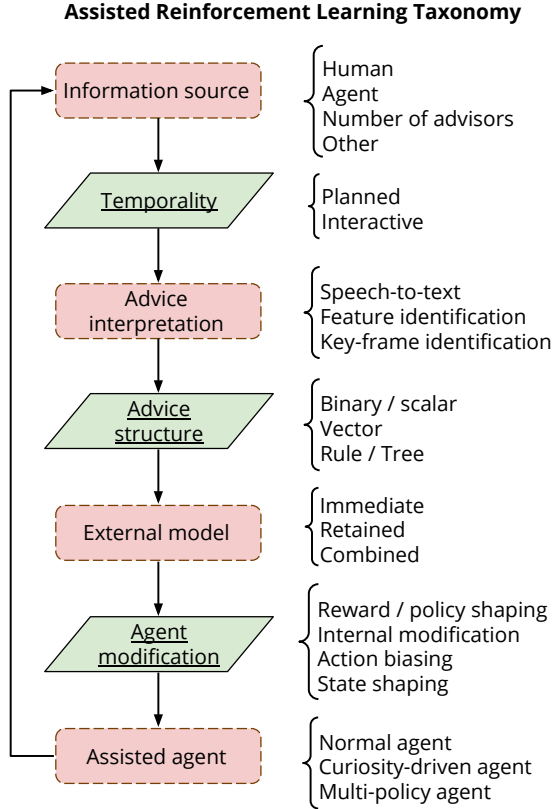 Assisted Reinforcement Learning Taxonomy
Information source
Human
Agent
Number of advisors
Other
Temporality
Planned
Interactive
Advice
interpretation
Speech-to-text
Feature identification
Key-frame identification
Advice
structure
Binary / scalar
Vector
Rule / Tree
External model
Immediate
Retained
Combined
Agent
modification
Reward / policy shaping
Internal modification
Action biasing
State shaping
Assisted agent
Normal agent
Curiosity-driven agent
Multi-policy agent